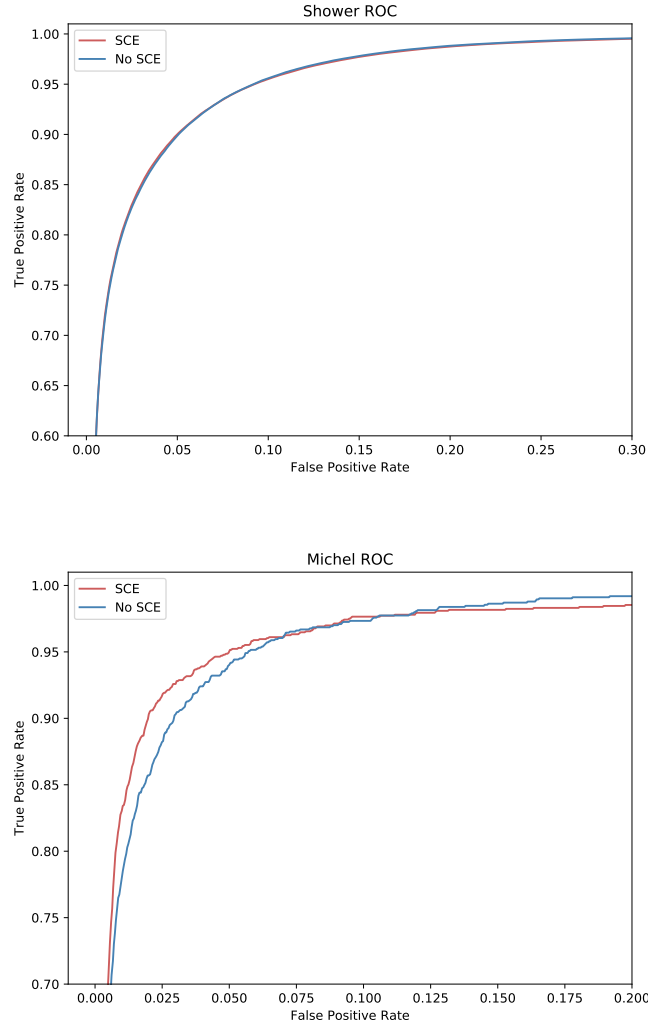 Shower ROC
SCE
No SCE
1.00
0.95
0.90
0.85
0.80
0.75
0.70
0.65
0.60
True Positive Rate
0.00 0.05 0.10 0.15 0.20 0.25 0.30
False Positive Rate
Michel ROC
SCE
No SCE
1.00
0.95
0.90
0.85
0.80
0.75
0.70
True Positive Rate
0.000 0.025 0.050 0.075 0.100 0.125 0.150 0.175 0.200
False Positive Rate